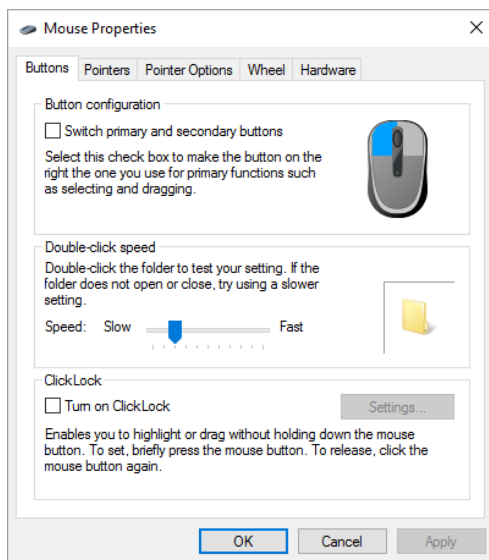 Mouse Properties
Buttons Pointers Pointer Options Wheel Hardware
Button configuration
Switch primary and secondary buttons
Select this check box to make the button on the
right the one you use for primary functions such
as selecting and dragging.
Double-click speed
Double-click the folder to test your setting. If the
folder does not open or close, try using a slower
setting.
Speed: Slow Fast
ClickLock
Turn on ClickLock Settings...
Enables you to highlight or drag without holding down the mouse
button. To set, briefly press the mouse button. To release, click the
mouse button again.
OK Cancel Apply